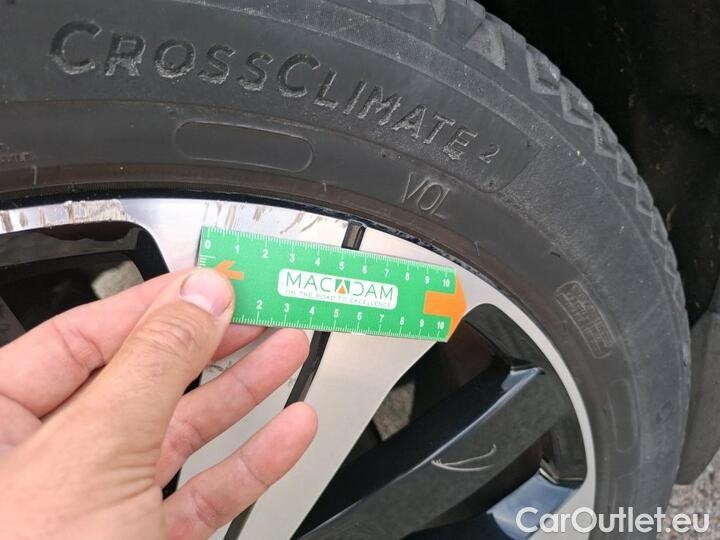 CROSSCLIMATE 2
VOL
0 1 2 3 4 5 6 7 8 9 10
MACADAM
ON THE ROAD TO EXCELLENCE
2 3 4 5 6 7 8 9 10
CarOutlet.eu